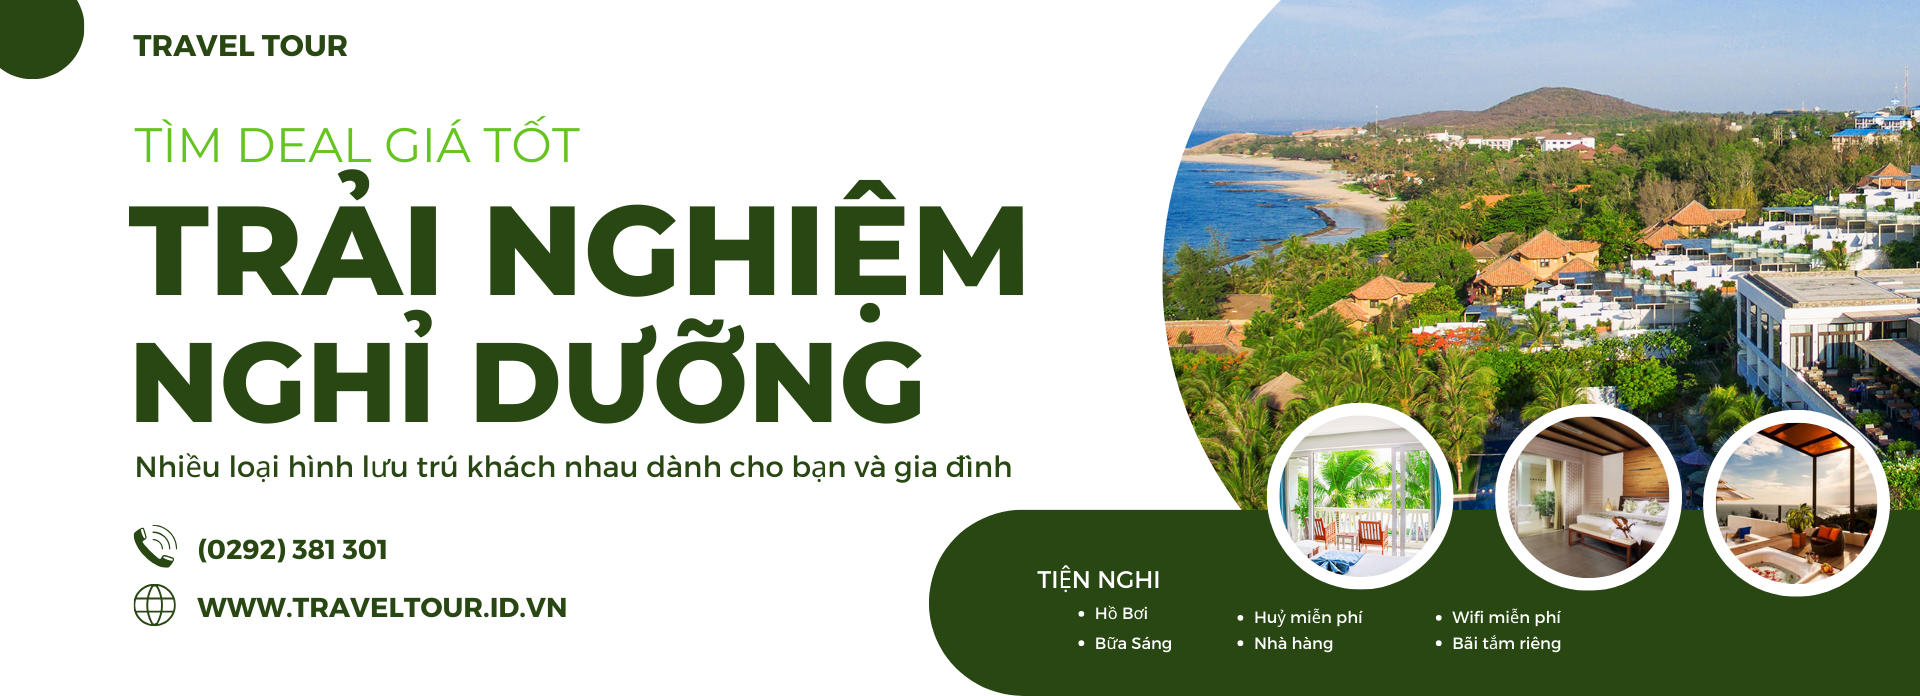 TRAVEL TOUR
TÌM DEAL GIÁ TỐT
TRẢI NGHIỆM
NGHỈ DƯỠNG
Nhiều loại hình lưu trú khách nhau dành cho bạn và gia đình
(0292) 381 301
WWW.TRAVELTOUR.ID.VN
TIỆN NGHI
Hồ Bơi
Bữa Sáng
Huỷ miễn phí
Nhà hàng
Wifi miễn phí
Bãi tắm riêng